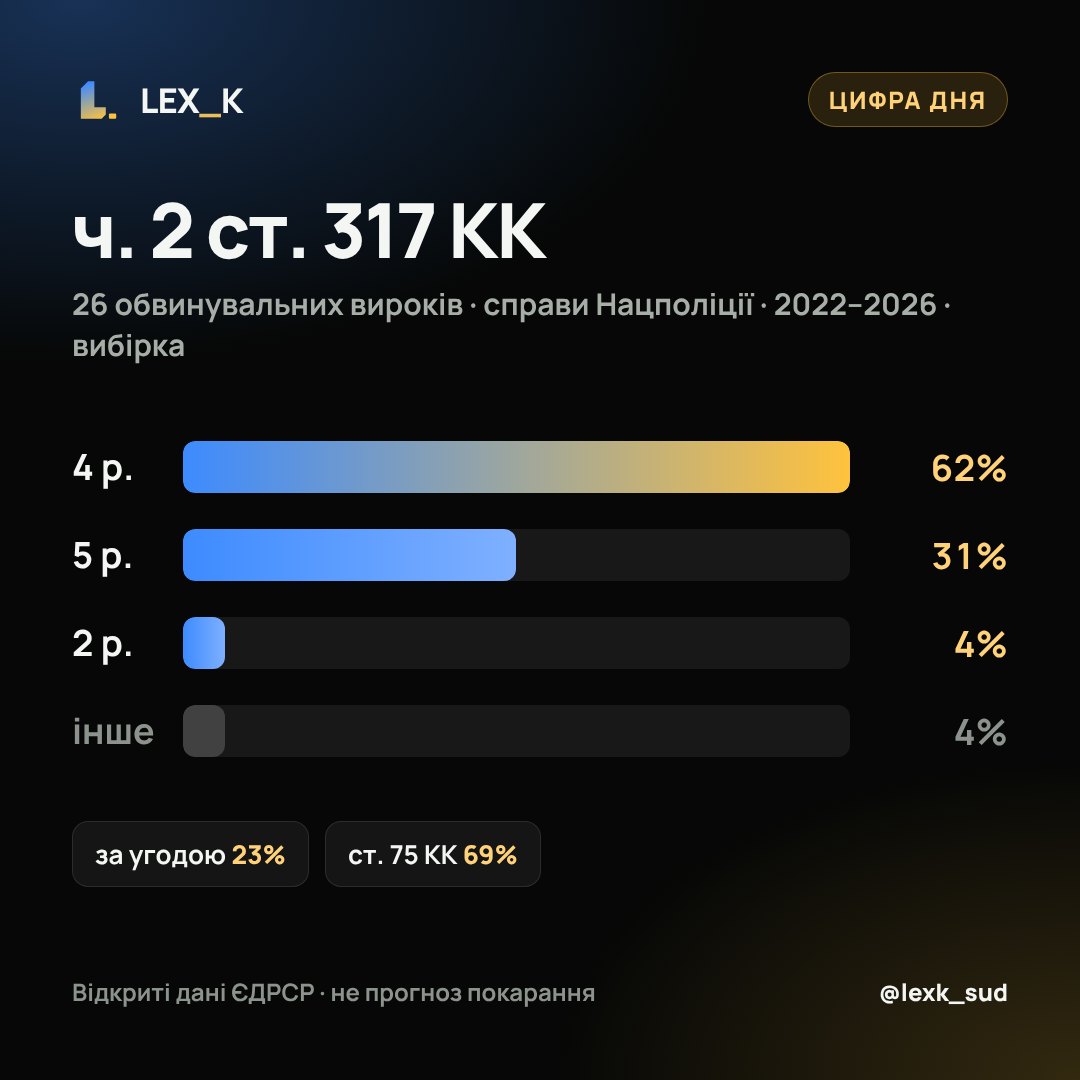 LEX_K
ЦИФРА ДНЯ
ч. 2 ст. 317 КК
26 обвинувальних вироків · справи Нацполіції · 2022–2026 ·
вибірка
4 р. 62%
5 р. 31%
2 р. 4%
інше 4%
за угодою 23% ст. 75 КК 69%
Відкриті дані ЄДРСР · не прогноз покарання
@lexk_sud